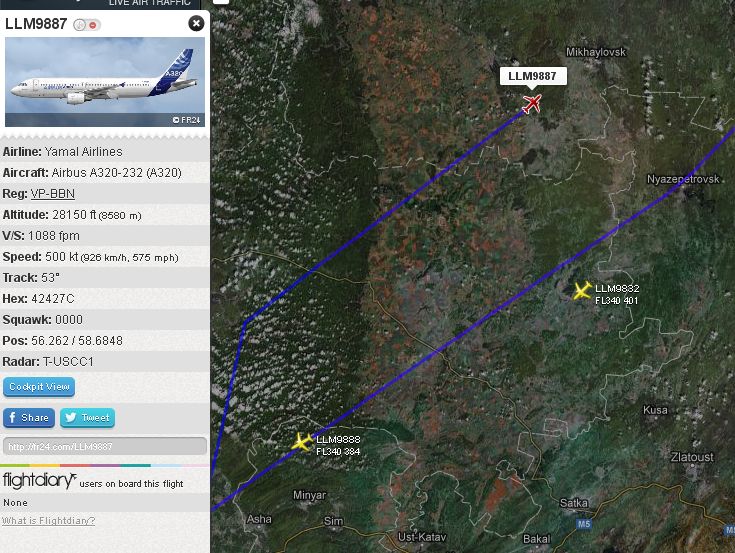 LIVE AIR TRAFFIC
LLM9887
A320
© FR24
Airline: Yamal Airlines
Aircraft: Airbus A320-232 (A320)
Reg: VP-BBN
Altitude: 28150 ft (8580 m)
V/S: 1088 fpm
Speed: 500 kt (926 km/h, 575 mph)
Track: 53°
Hex: 42427C
Squawk: 0000
Pos: 56.262 / 58.6848
Radar: T-USCC1
Cockpit View
Share
Tweet
http://fr24.com/LLM9887
flightdiary users on board this flight
None
What is Flightdiary?
Mikhaylovsk
LLM9887
Nyazepetrovsk
LLM9832
FL340 401
Kusa
LLM9888
FL340 384
Zlatoust
Minyar
Satka
Asha
Sim
M5
M5
Ust-Katav
Bakal